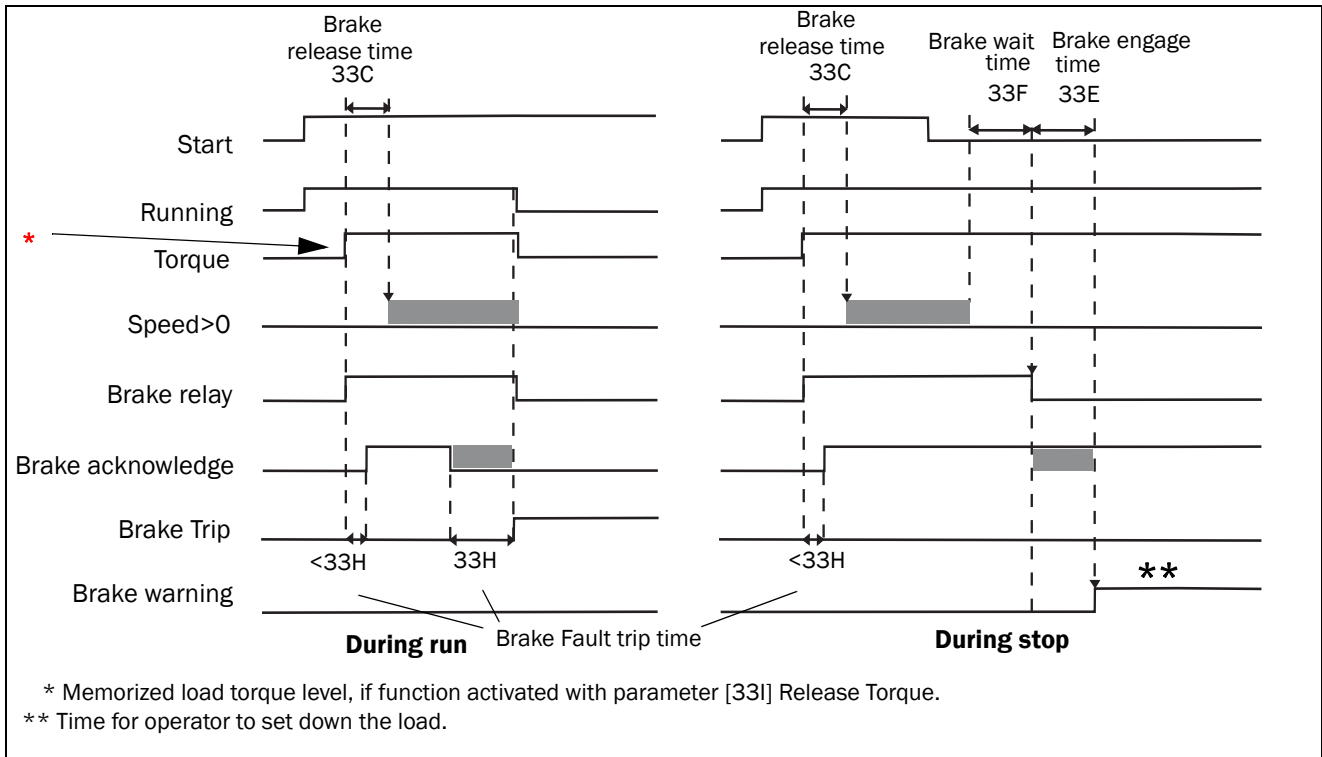 Brake
release time
33C
Brake
release time
33C
Brake wait
time
33F
Brake engage
time
33E
Start
Running
*
Torque
Speed>0
Brake relay
Brake acknowledge
Brake Trip
<33H
33H
<33H
Brake warning
**
During run
Brake Fault trip time
During stop
* Memorized load torque level, if function activated with parameter [33I] Release Torque.
** Time for operator to set down the load.